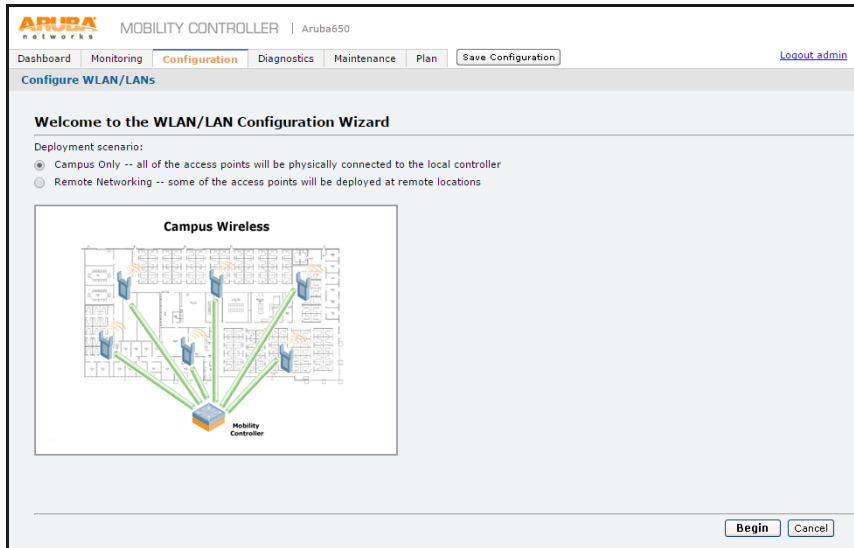 ARUBA
networks
MOBILITY CONTROLLER | Aruba650
Dashboard Monitoring Configuration Diagnostics Maintenance Plan Save Configuration Logout admin
Configure WLAN/LANs
Welcome to the WLAN/LAN Configuration Wizard
Deployment scenario:
Campus Only -- all of the access points will be physically connected to the local controller
Remote Networking -- some of the access points will be deployed at remote locations
Campus Wireless
Mobility
Controller
Begin Cancel